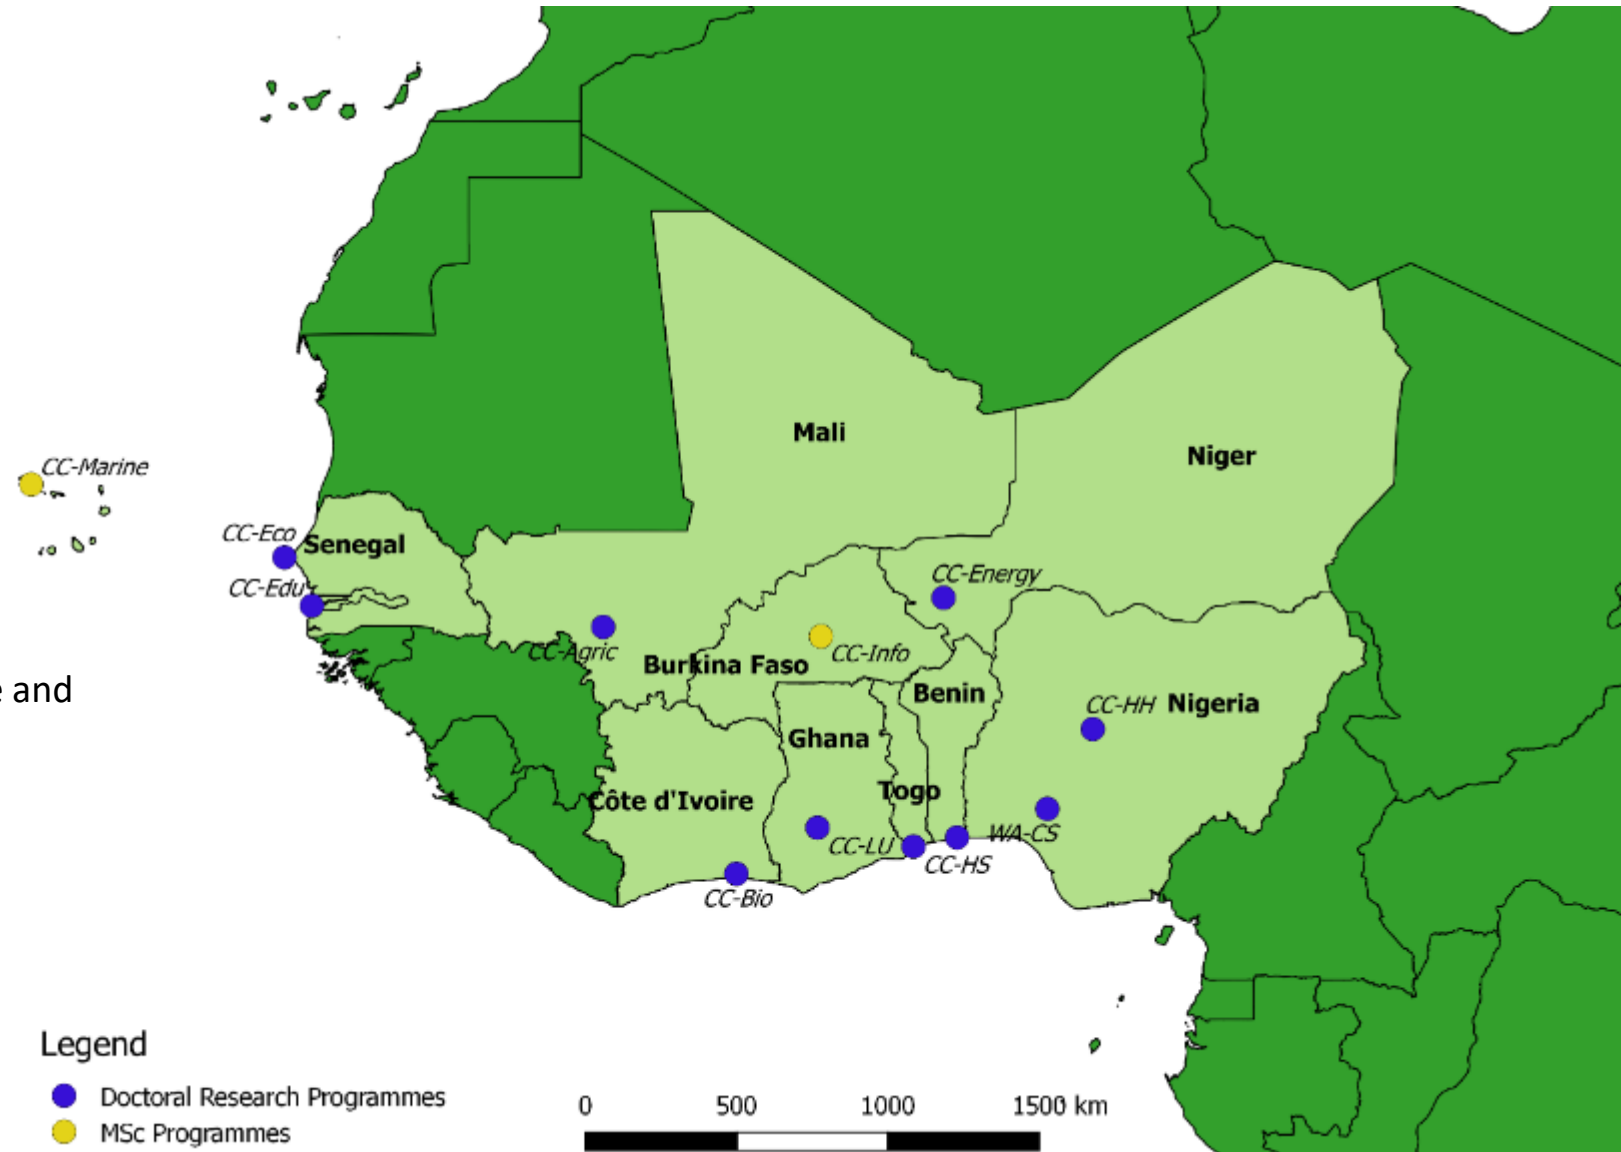 Mali
Niger
CC-Marine
CC-Eco
Senegal
CC-Edu
CC-Energy
CC-Agric
Burkina Faso
CC-Info
Benin
and
CC-HH
Nigeria
Ghana
Togo
Côte d'Ivoire
CC-LU
WA-CS
CC-HS
CC-Bio
Legend
Doctoral Research Programmes
MSc Programmes
0 500 1000 1500 km